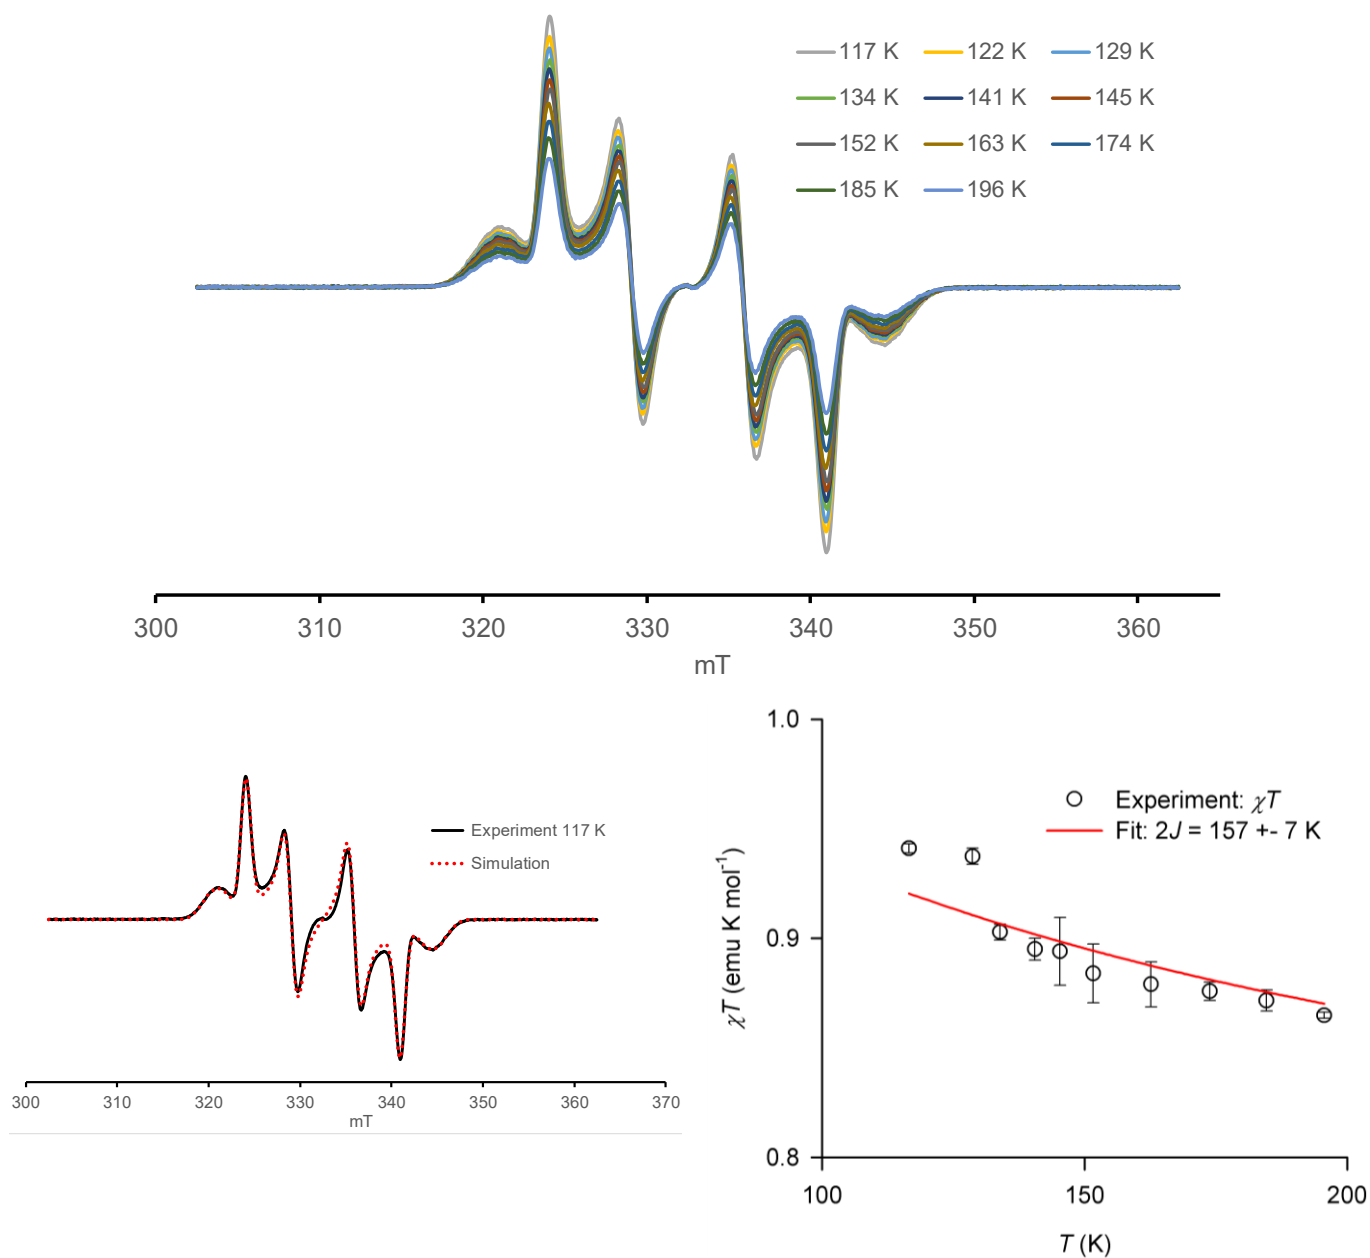 117 K 122 K 129 K
134 K 141 K 145 K
152 K 163 K 174 K
185 K 196 K
300 310 320 330 340 350 360
mT
Experiment 117 K
Simulation
300 310 320 330 340 350 360 370
mT
1.0
0.9
0.8
χT (emu K mol⁻¹)
Experiment: χT
Fit: 2J = 157 +- 7 K
100 150 200
T (K)